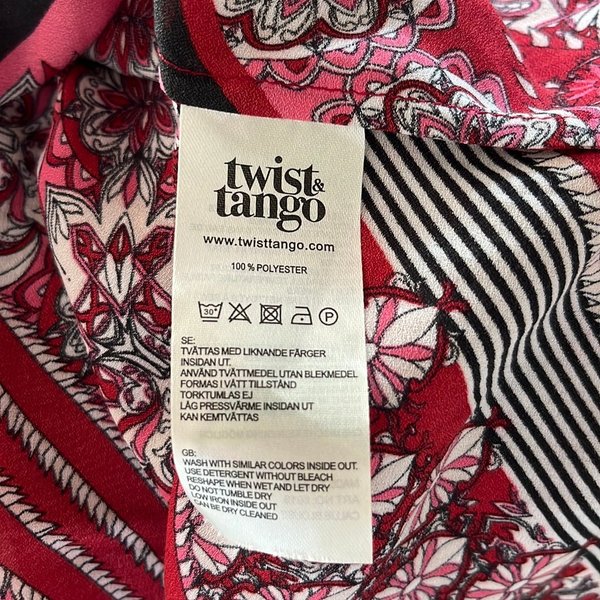 twist &
tango
www.twisttango.com
100 % POLYESTER
30° P
SE:
TVÄTTAS MED LIKNANDE FÄRGER
INSIDAN UT.
ANVÄND TVÄTTMEDEL UTAN BLEKMEDEL
FORMAS I VÅTT TILLSTÅND
TORKTUMLAS EJ
LÅG PRESSVÄRME INSIDAN UT
KAN KEMTVÄTTAS
GB:
WASH WITH SIMILAR COLORS INSIDE OUT.
USE DETERGENT WITHOUT BLEACH
RESHAPE WHEN WET AND LET DRY
DO NOT TUMBLE DRY
LOW IRON INSIDE OUT
CAN BE DRY CLEANED